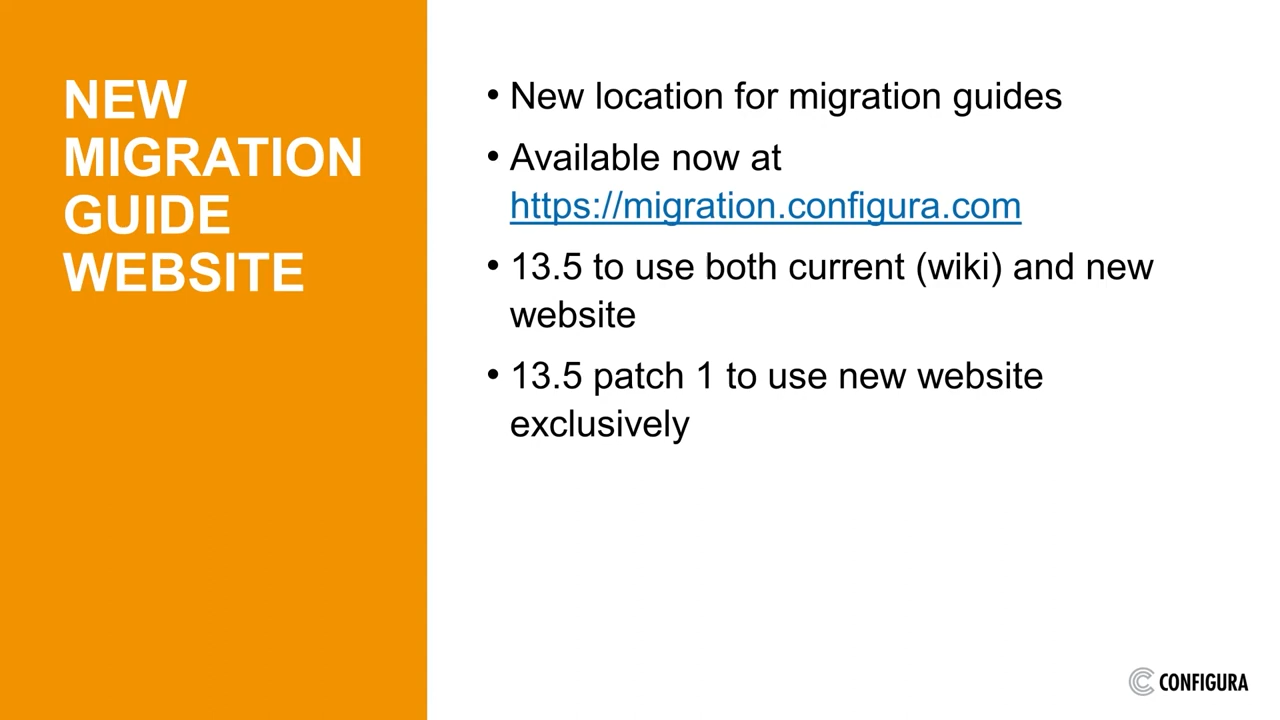 NEW
MIGRATION
GUIDE
WEBSITE
• New location for migration guides
• Available now at
https://migration.configura.com
• 13.5 to use both current (wiki) and new
website
• 13.5 patch 1 to use new website
exclusively
CONFIGURA